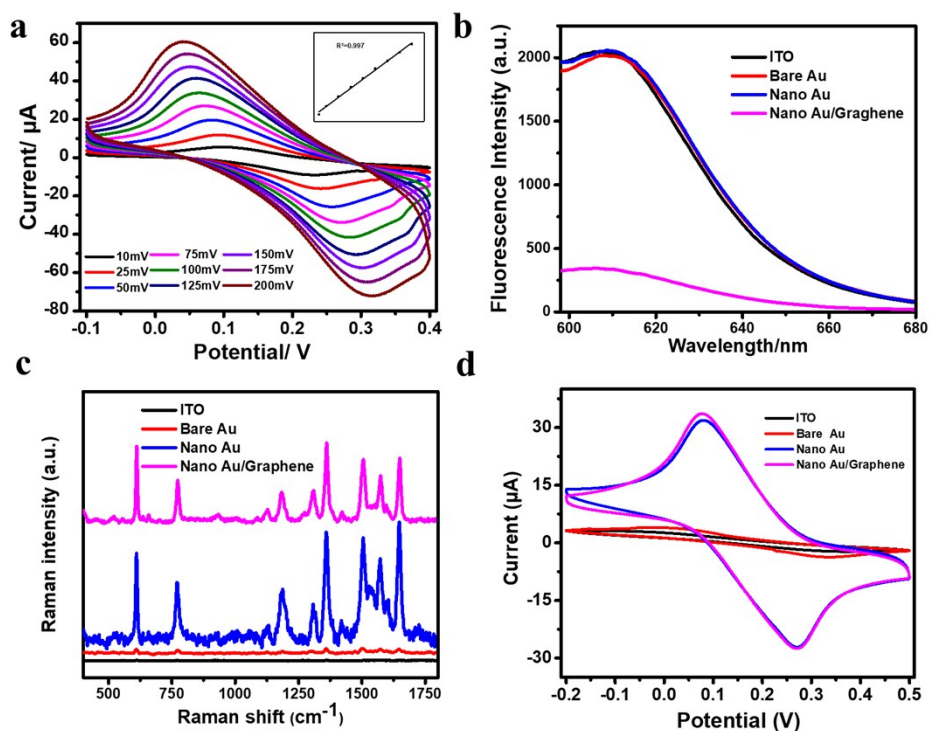 a
Current/ µA
60
40
20
0
-20
-40
-60
-80
R²=0.997
10mV 75mV 150mV
25mV 100mV 175mV
50mV 125mV 200mV
-0.1 0.0 0.1 0.2 0.3 0.4
Potential/ V
b
Fluorescence Intensity (a.u.)
2000
1500
1000
500
0
ITO
Bare Au
Nano Au
Nano Au/Graghene
600 620 640 660 680
Wavelength/nm
c
Raman intensity (a.u.)
ITO
Bare Au
Nano Au
Nano Au/Graphene
500 750 1000 1250 1500 1750
Raman shift (cm⁻¹)
d
Current (µA)
30
15
0
-15
-30
ITO
Bare Au
Nano Au
Nano Au/Graphene
-0.2 -0.1 0.0 0.1 0.2 0.3 0.4 0.5
Potential (V)